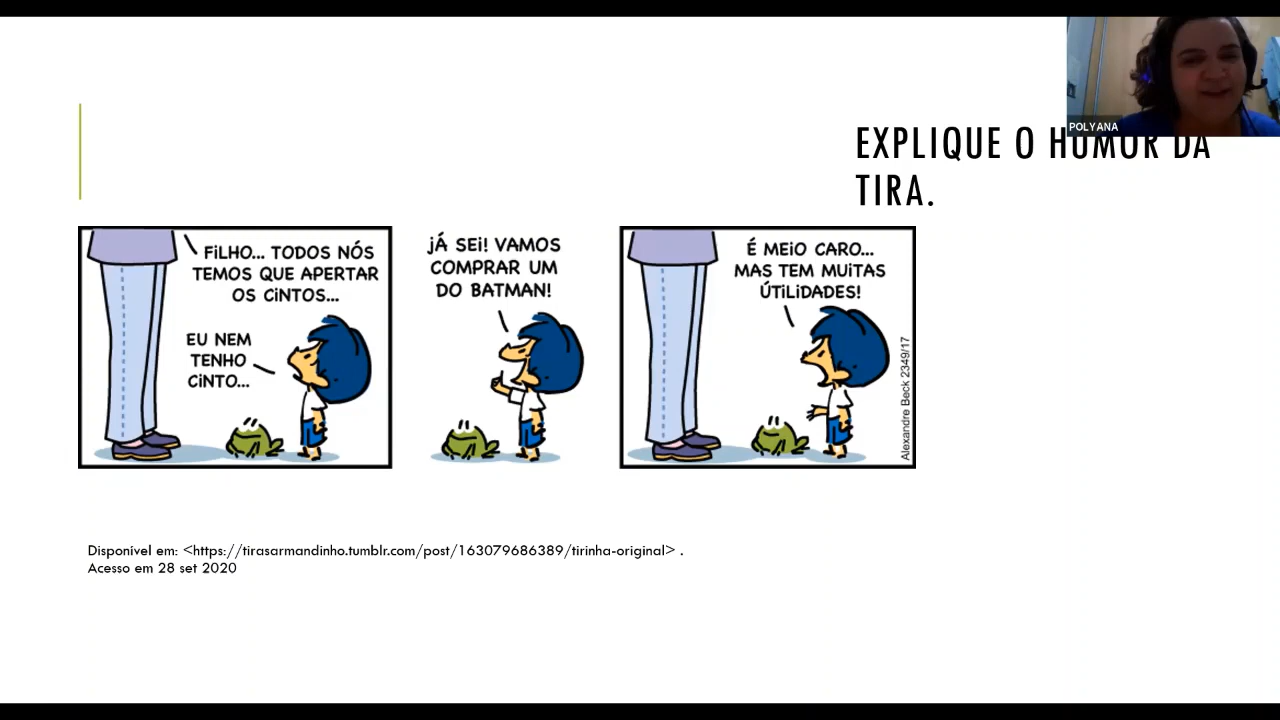 POLYANA
EXPLIQUE O HUMOR DA
TIRA.
FILHO... TODOS NÓS
TEMOS QUE APERTAR
OS CINTOS...
EU NEM
TENHO
CINTO...
JÁ SEI! VAMOS
COMPRAR UM
DO BATMAN!
É MEIO CARO...
MAS TEM MUITAS
ÚTILIDADES!
Alexandre Beck 2349/17
Disponível em: <https://tirasarmandinho.tumblr.com/post/163079686389/tirinha-original> .
Acesso em 28 set 2020